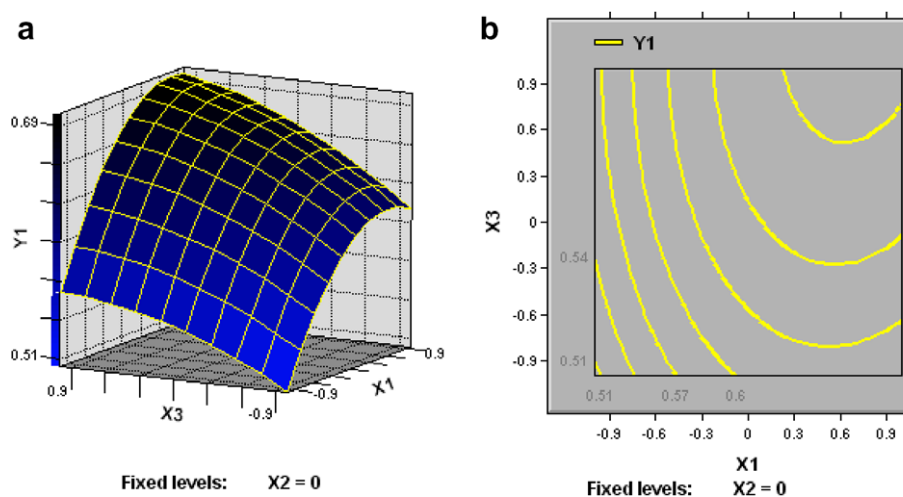 a
0.69
Y1
0.51
0.9
X3
-0.9
-0.9
X1
0.9
Fixed levels: X2 = 0
b
Y1
0.9
0.6
0.3
0
-0.3
-0.6
-0.9
X3
0.54
0.51
0.51 0.57 0.6
-0.9 -0.6 -0.3 0 0.3 0.6 0.9
X1
Fixed levels: X2 = 0